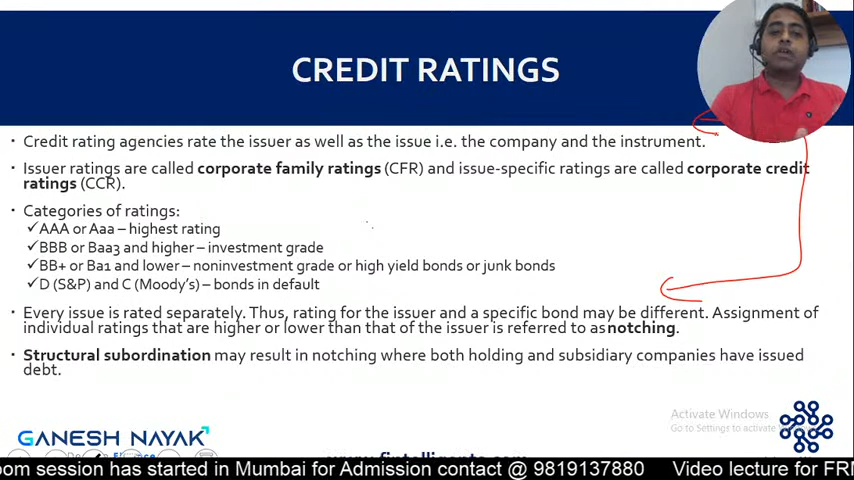 CREDIT RATINGS
• Credit rating agencies rate the issuer as well as the issue i.e. the company and the instrument.
• Issuer ratings are called corporate family ratings (CFR) and issue-specific ratings are called corporate credit
ratings (CCR).
• Categories of ratings:
✓AAA or Aaa – highest rating
✓BBB or Baa3 and higher – investment grade
✓BB+ or Ba1 and lower – noninvestment grade or high yield bonds or junk bonds
✓D (S&P) and C (Moody's) – bonds in default
• Every issue is rated separately. Thus, rating for the issuer and a specific bond may be different. Assignment of
individual ratings that are higher or lower than that of the issuer is referred to as notching.
• Structural subordination may result in notching where both holding and subsidiary companies have issued
debt.
Activate Windows
Go to Settings to activate
GANESH NAYAK
oom session has started in Mumbai for Admission contact @ 9819137880 Video lecture for FR